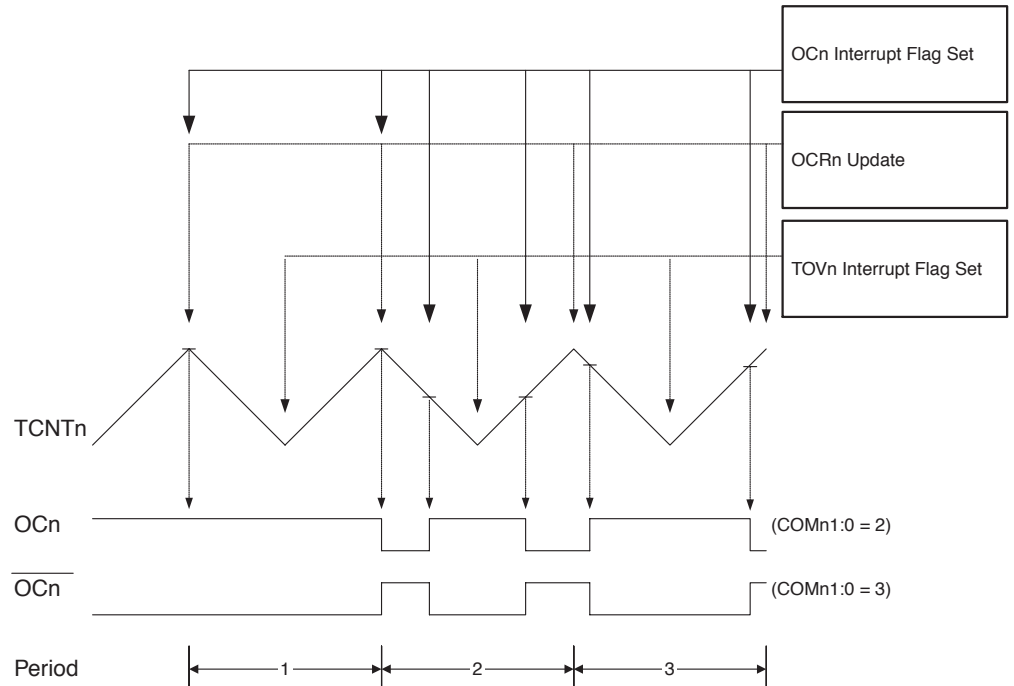 OCn Interrupt Flag Set
OCRn Update
TOVn Interrupt Flag Set
TCNTn
OCn
(COMn1:0 = 2)
OCn
(COMn1:0 = 3)
Period
1
2
3